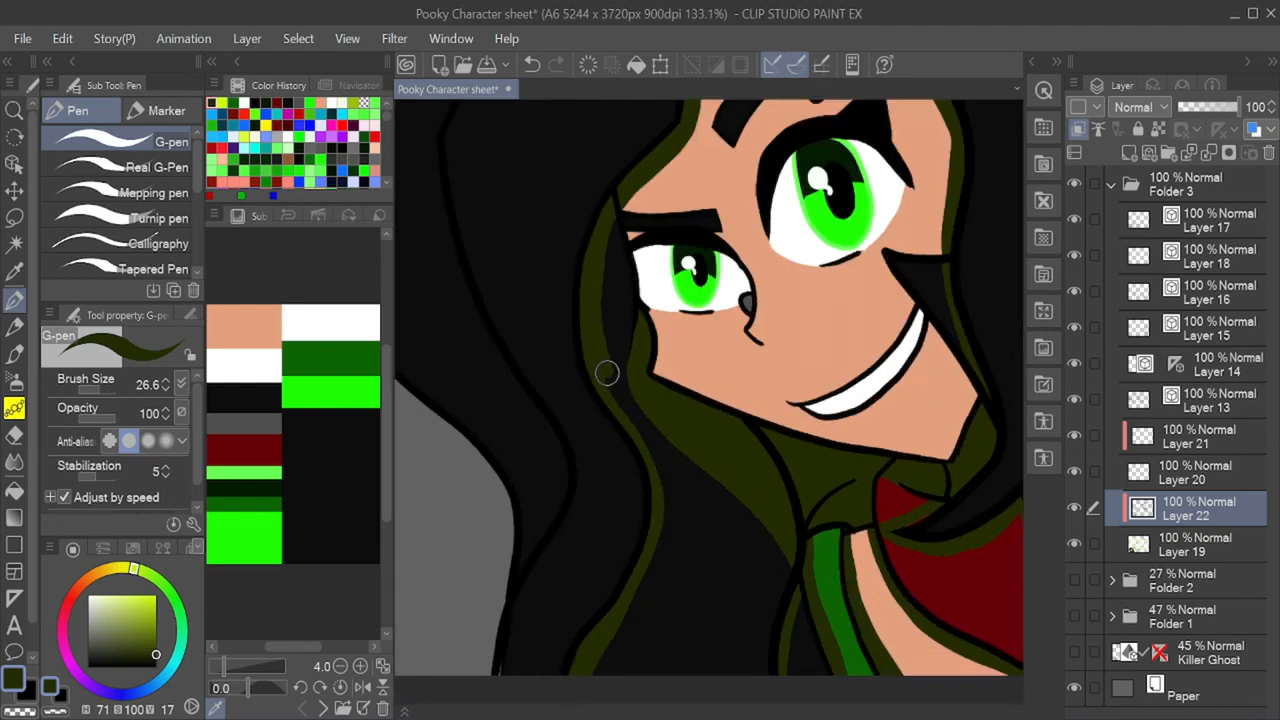 Pooky Character sheet* (A6 5244 x 3720px 900dpi 133.1%) - CLIP STUDIO PAINT EX
File Edit Story(P) Animation Layer Select View Filter Window Help
Sub Tool: Pen
Color History
Navigator
Pooky Character sheet*
Layer
Pen
Marker
Normal
100
G-pen
Real G-Pen
Mapping pen
Turnip pen
Calligraphy
Tapered Pen
Sub
Tool property: G-pen
G-pen
Brush Size
26.6
Opacity
100
Anti-alias
Stabilization
5
Adjust by speed
4.0
0.0
H 71 S 100 V 17
100 %Normal
Folder 3
100 %Normal
Layer 17
100 %Normal
Layer 18
100 %Normal
Layer 16
100 %Normal
Layer 15
100 %Normal
Layer 14
100 %Normal
Layer 13
100 %Normal
Layer 21
100 %Normal
Layer 20
100 %Normal
Layer 22
100 %Normal
Layer 19
27 %Normal
Folder 2
47 %Normal
Folder 1
45 %Normal
Killer Ghost
Paper